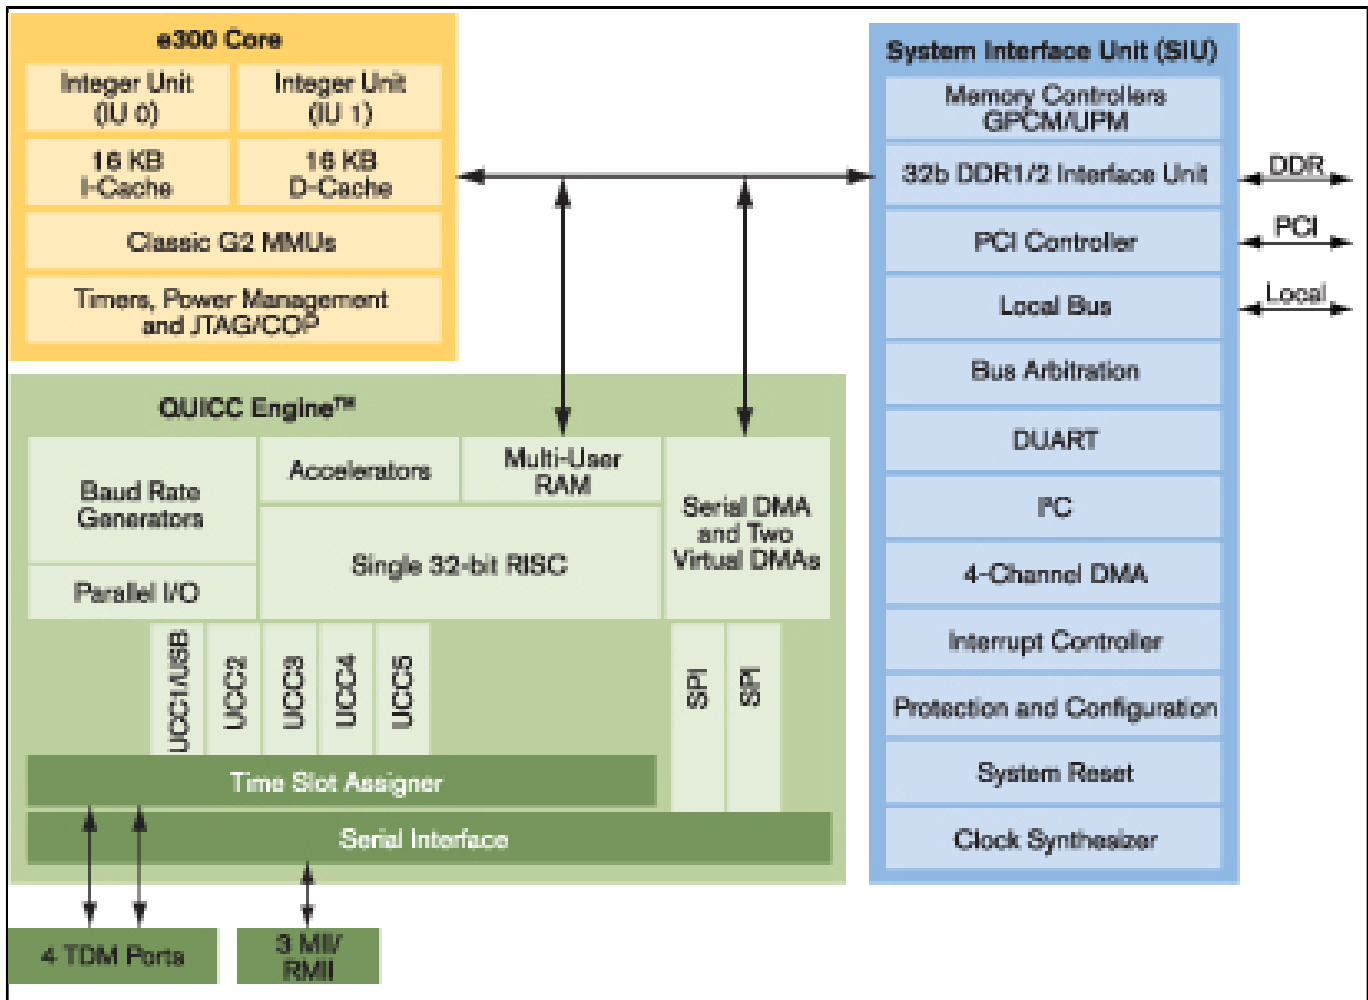 e300 Core
Integer Unit
(IU 0)
Integer Unit
(IU 1)
16 KB
I-Cache
16 KB
D-Cache
Classic G2 MMUs
Timers, Power Management
and JTAG/COP
System Interface Unit (SIU)
Memory Controllers
GPCM/UPM
32b DDR1/2 Interface Unit
PCI Controller
Local Bus
Bus Arbitration
DUART
I²C
4-Channel DMA
Interrupt Controller
Protection and Configuration
System Reset
Clock Synthesizer
DDR
PCI
Local
QUICC Engine™
Baud Rate
Generators
Parallel I/O
Accelerators
Multi-User
RAM
Single 32-bit RISC
Serial DMA
and Two
Virtual DMAs
UCC1/USB
UCC2
UCC3
UCC4
UCC5
SPI
SPI
Time Slot Assigner
Serial Interface
4 TDM Ports
3 MII/
RMII